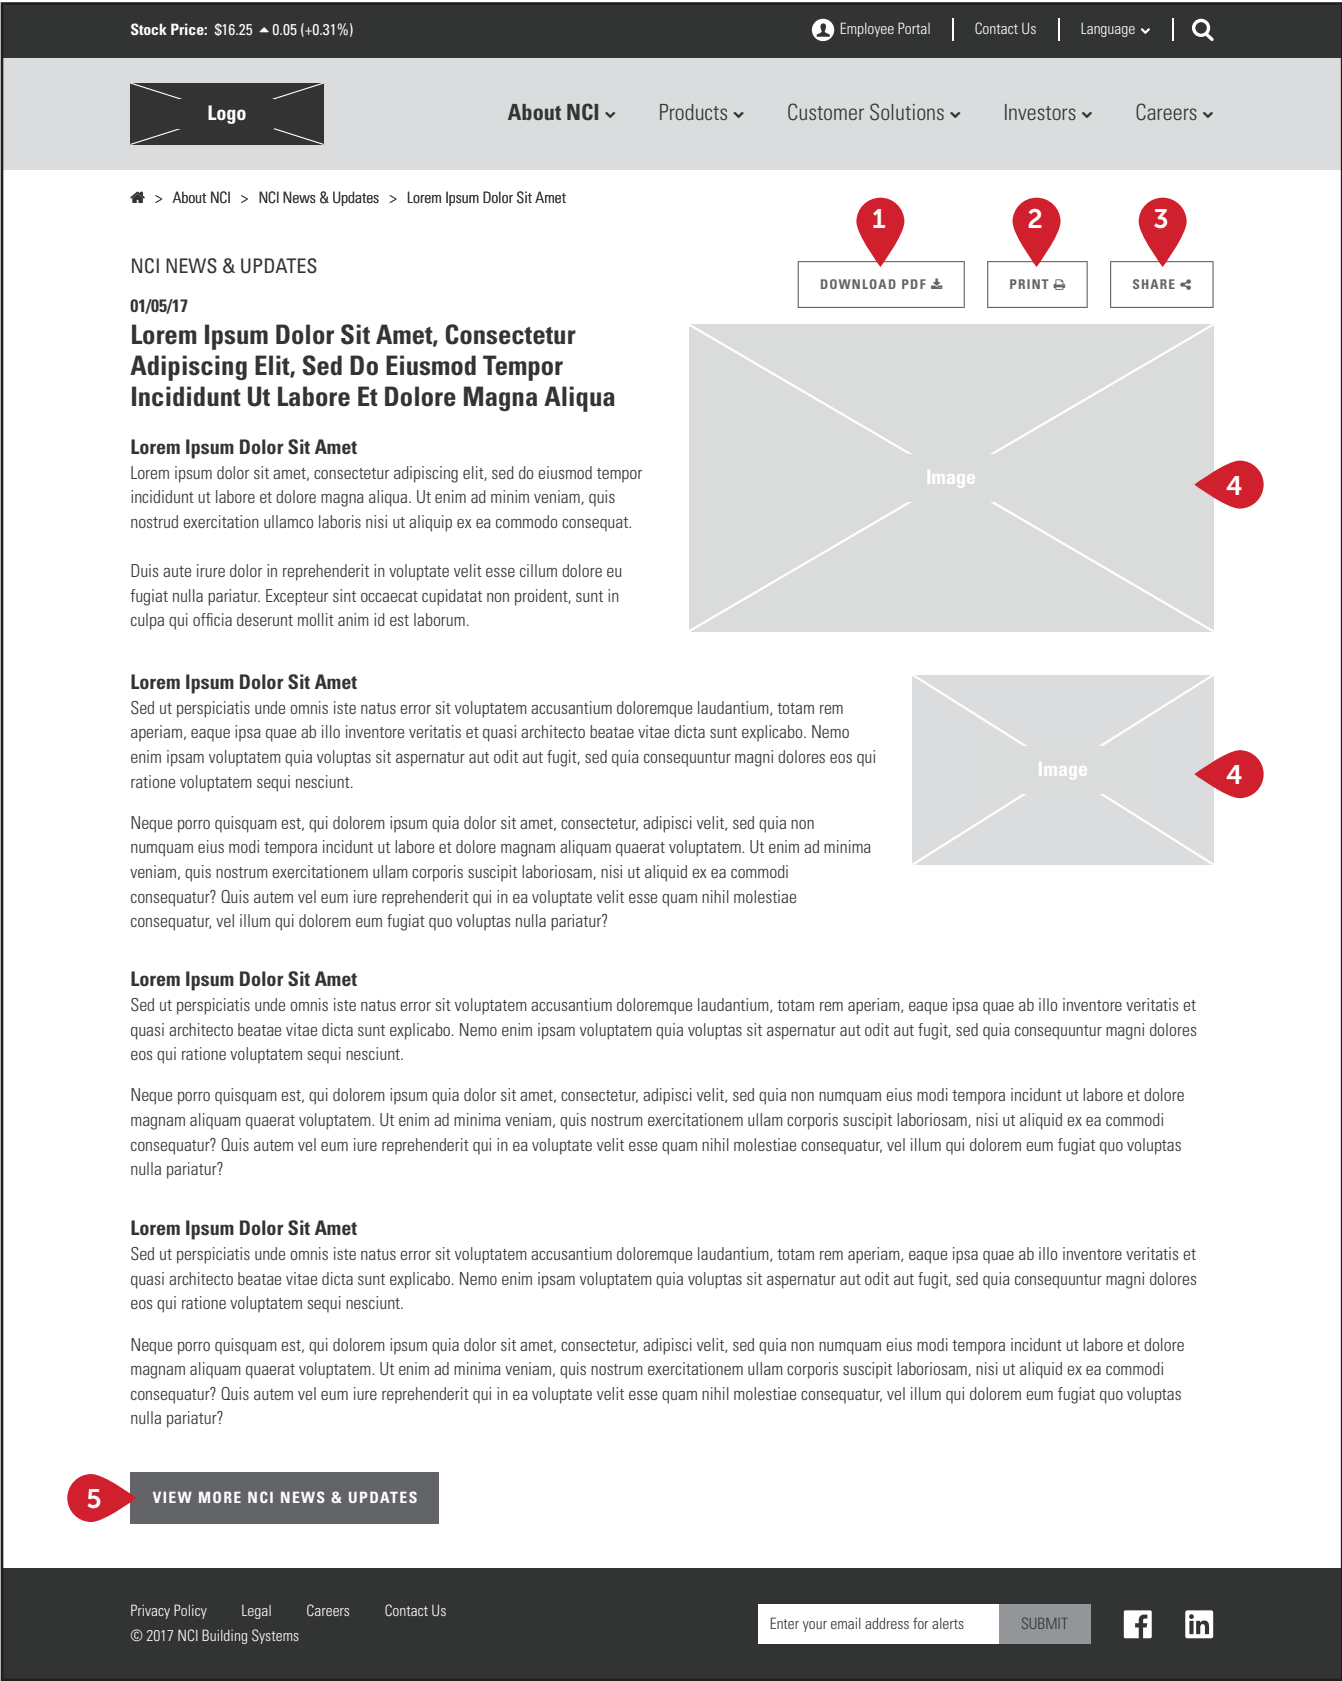 Stock Price: $16.25 0.05 (+0.31%)
Employee Portal
Contact Us
Language
Logo
About NCI
Products
Customer Solutions
Investors
Careers
> About NCI > NCI News & Updates > Lorem Ipsum Dolor Sit Amet
1
2
3
NCI NEWS & UPDATES
DOWNLOAD PDF
PRINT
SHARE
01/05/17
Lorem Ipsum Dolor Sit Amet, Consectetur
Adipiscing Elit, Sed Do Eiusmod Tempor
Incididunt Ut Labore Et Dolore Magna Aliqua
Lorem Ipsum Dolor Sit Amet
Lorem ipsum dolor sit amet, consectetur adipiscing elit, sed do eiusmod tempor
incididunt ut labore et dolore magna aliqua. Ut enim ad minim veniam, quis
nostrud exercitation ullamco laboris nisi ut aliquip ex ea commodo consequat.
Duis aute irure dolor in reprehenderit in voluptate velit esse cillum dolore eu
fugiat nulla pariatur. Excepteur sint occaecat cupidatat non proident, sunt in
culpa qui officia deserunt mollit anim id est laborum.
Image
4
Lorem Ipsum Dolor Sit Amet
Sed ut perspiciatis unde omnis iste natus error sit voluptatem accusantium doloremque laudantium, totam rem
aperiam, eaque ipsa quae ab illo inventore veritatis et quasi architecto beatae vitae dicta sunt explicabo. Nemo
enim ipsam voluptatem quia voluptas sit aspernatur aut odit aut fugit, sed quia consequuntur magni dolores eos qui
ratione voluptatem sequi nesciunt.
Neque porro quisquam est, qui dolorem ipsum quia dolor sit amet, consectetur, adipisci velit, sed quia non
numquam eius modi tempora incidunt ut labore et dolore magnam aliquam quaerat voluptatem. Ut enim ad minima
veniam, quis nostrum exercitationem ullam corporis suscipit laboriosam, nisi ut aliquid ex ea commodi
consequatur? Quis autem vel eum iure reprehenderit qui in ea voluptate velit esse quam nihil molestiae
consequatur, vel illum qui dolorem eum fugiat quo voluptas nulla pariatur?
Image
4
Lorem Ipsum Dolor Sit Amet
Sed ut perspiciatis unde omnis iste natus error sit voluptatem accusantium doloremque laudantium, totam rem aperiam, eaque ipsa quae ab illo inventore veritatis et
quasi architecto beatae vitae dicta sunt explicabo. Nemo enim ipsam voluptatem quia voluptas sit aspernatur aut odit aut fugit, sed quia consequuntur magni dolores
eos qui ratione voluptatem sequi nesciunt.
Neque porro quisquam est, qui dolorem ipsum quia dolor sit amet, consectetur, adipisci velit, sed quia non numquam eius modi tempora incidunt ut labore et dolore
magnam aliquam quaerat voluptatem. Ut enim ad minima veniam, quis nostrum exercitationem ullam corporis suscipit laboriosam, nisi ut aliquid ex ea commodi
consequatur? Quis autem vel eum iure reprehenderit qui in ea voluptate velit esse quam nihil molestiae consequatur, vel illum qui dolorem eum fugiat quo voluptas
nulla pariatur?
Lorem Ipsum Dolor Sit Amet
Sed ut perspiciatis unde omnis iste natus error sit voluptatem accusantium doloremque laudantium, totam rem aperiam, eaque ipsa quae ab illo inventore veritatis et
quasi architecto beatae vitae dicta sunt explicabo. Nemo enim ipsam voluptatem quia voluptas sit aspernatur aut odit aut fugit, sed quia consequuntur magni dolores
eos qui ratione voluptatem sequi nesciunt.
Neque porro quisquam est, qui dolorem ipsum quia dolor sit amet, consectetur, adipisci velit, sed quia non numquam eius modi tempora incidunt ut labore et dolore
magnam aliquam quaerat voluptatem. Ut enim ad minima veniam, quis nostrum exercitationem ullam corporis suscipit laboriosam, nisi ut aliquid ex ea commodi
consequatur? Quis autem vel eum iure reprehenderit qui in ea voluptate velit esse quam nihil molestiae consequatur, vel illum qui dolorem eum fugiat quo voluptas
nulla pariatur?
5
VIEW MORE NCI NEWS & UPDATES
Privacy Policy Legal Careers Contact Us
© 2017 NCI Building Systems
Enter your email address for alerts
SUBMIT
f
in